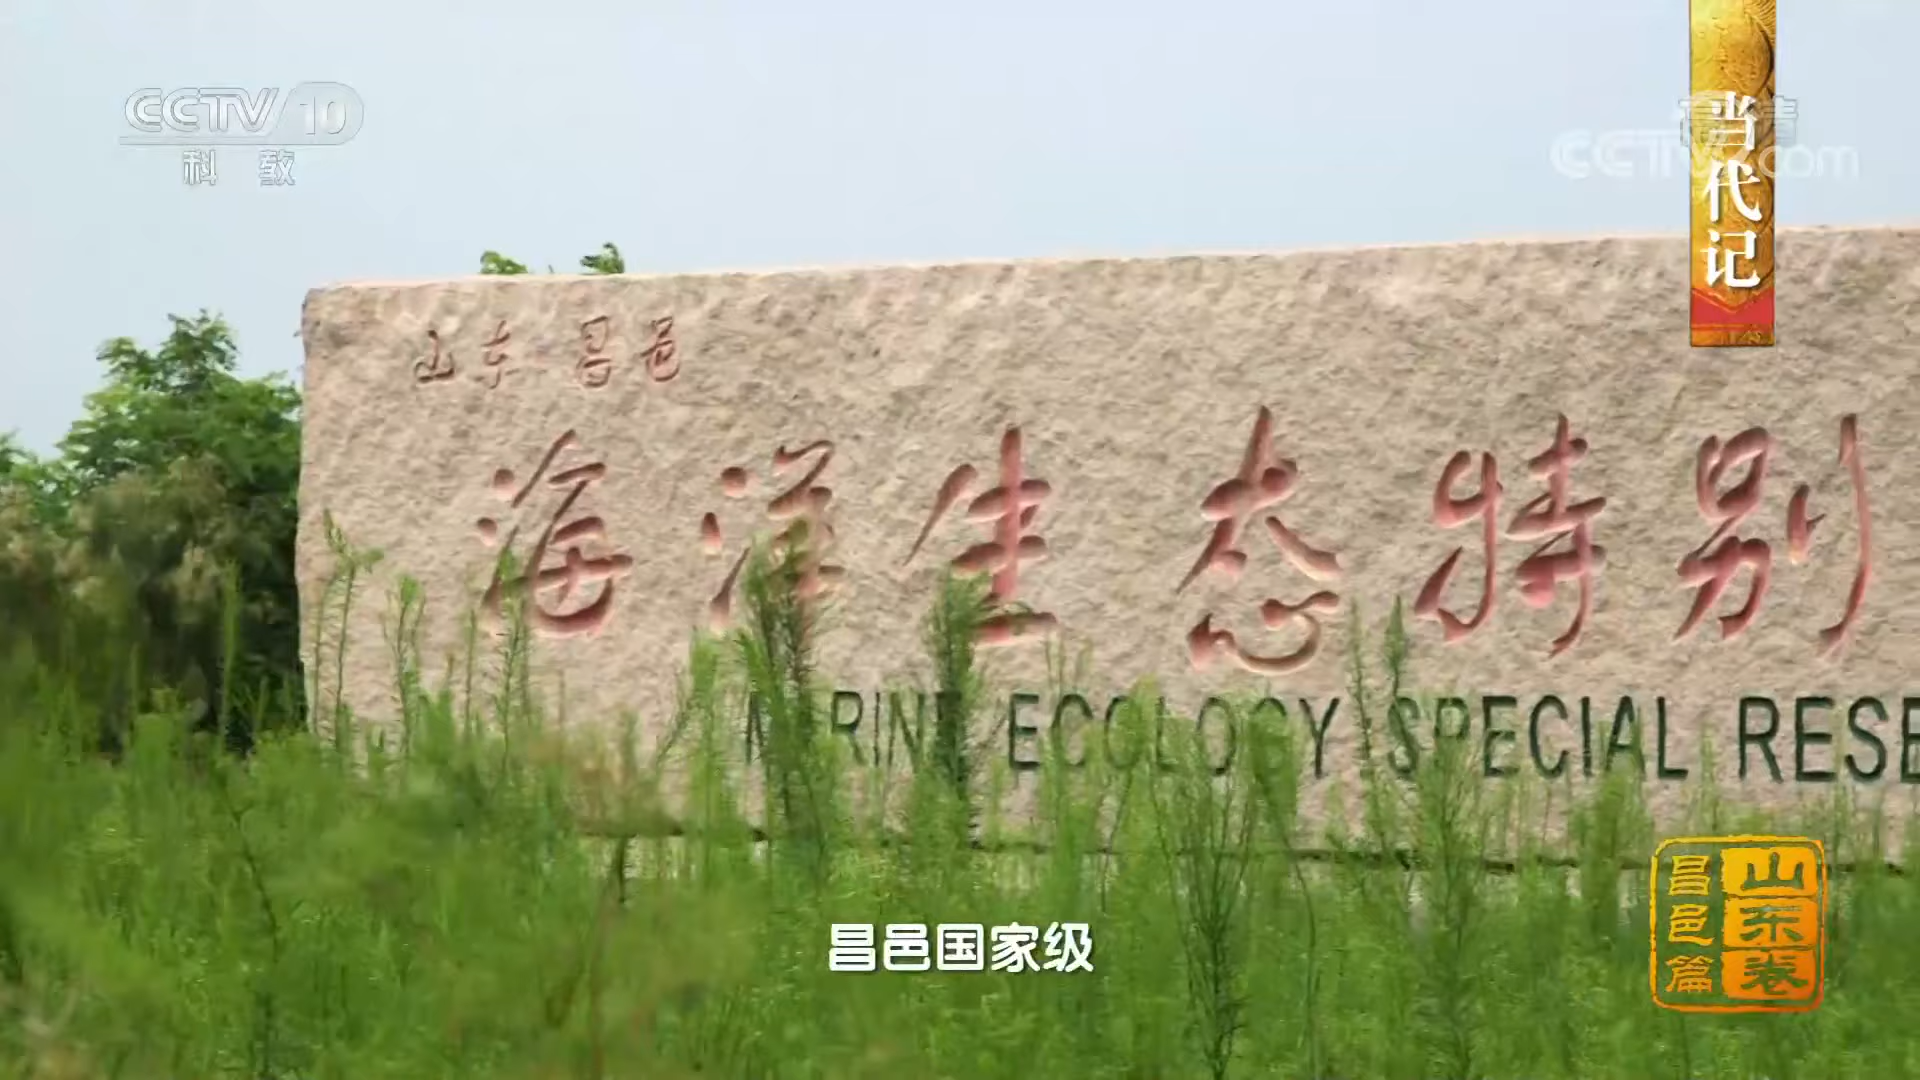 CCTV 10
科教
当代记
CCTV.com
山东 昌邑
海洋生态特别
MARINE ECOLOGY SPECIAL RESE
山东卷
昌邑篇
昌邑国家级